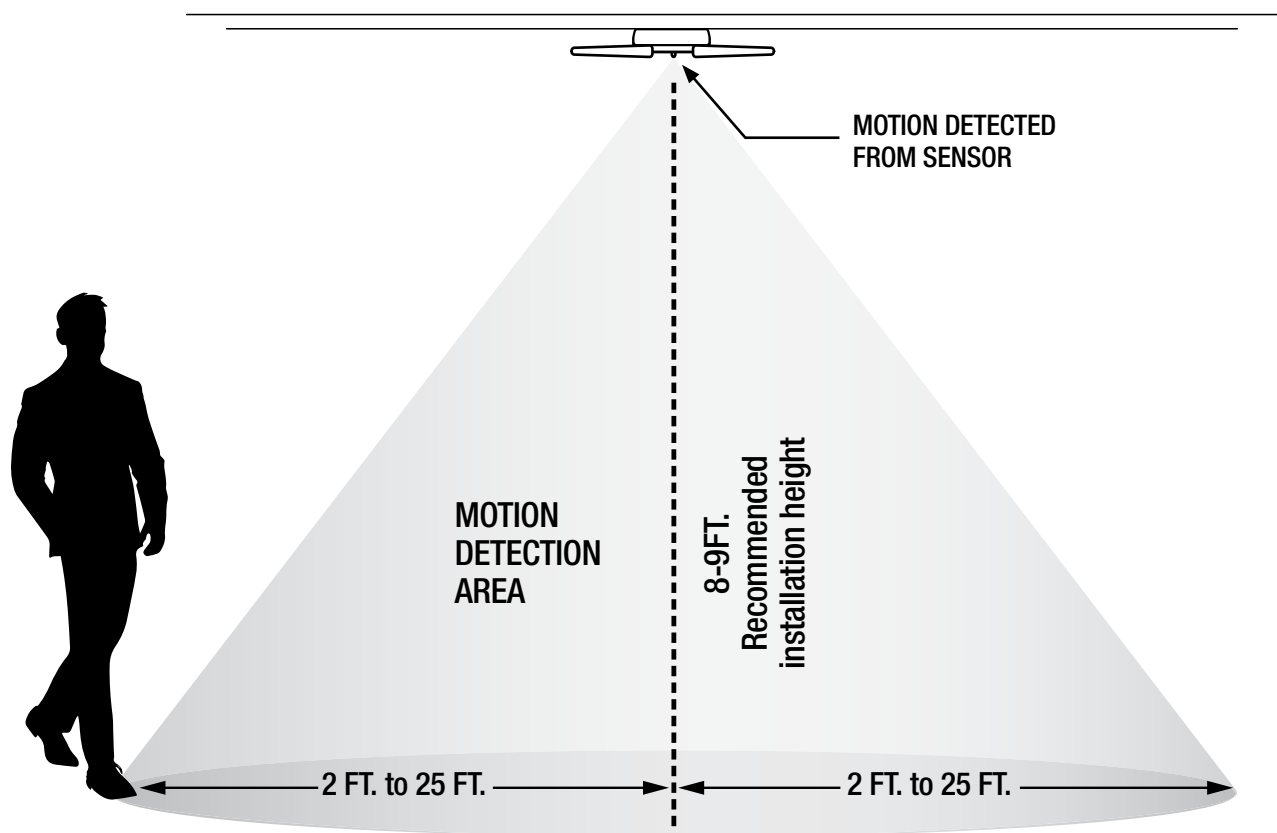 MOTION DETECTED
FROM SENSOR
MOTION
DETECTION
AREA
8-9FT.
Recommended
installation height
2 FT. to 25 FT.
2 FT. to 25 FT.